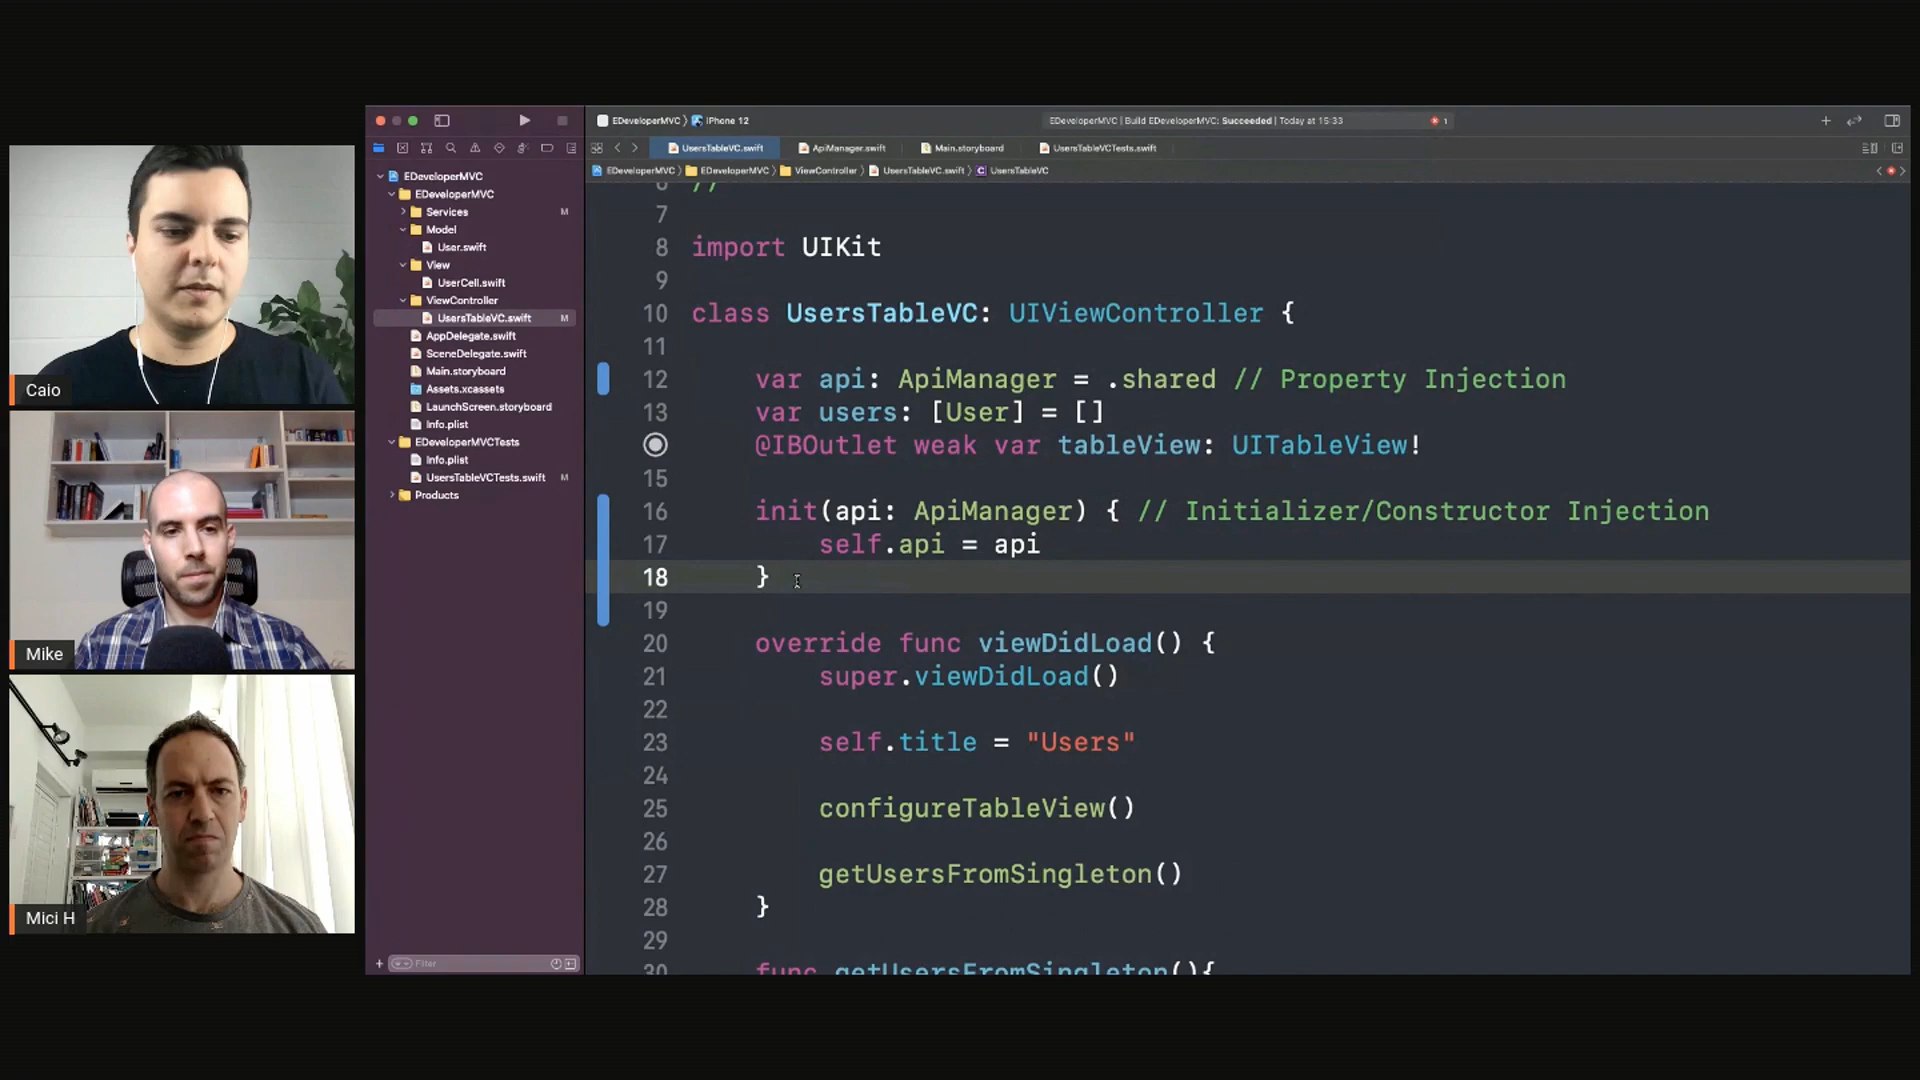 Caio
Mike
Mici H
EDeveloperMVC
EDeveloperMVC
Services M
Model
User.swift
View
UserCell.swift
ViewController
UsersTableVC.swift M
AppDelegate.swift
SceneDelegate.swift
Main.storyboard
Assets.xcassets
LaunchScreen.storyboard
Info.plist
EDeveloperMVCTests
Info.plist
UsersTableVCTests.swift M
Products
Filter
EDeveloperMVC iPhone 12
EDeveloperMVC | Build EDeveloperMVC: Succeeded | Today at 15:33 1
UsersTableVC.swift ApiManager.swift Main.storyboard UsersTableVCTests.swift
EDeveloperMVC EDeveloperMVC ViewController UsersTableVC.swift C UsersTableVC
6 //
7
8 import UIKit
9
10 class UsersTableVC: UIViewController {
11
12 var api: ApiManager = .shared // Property Injection
13 var users: [User] = []
@IBOutlet weak var tableView: UITableView!
15
16 init(api: ApiManager) { // Initializer/Constructor Injection
17 self.api = api
18 }
19
20 override func viewDidLoad() {
21 super.viewDidLoad()
22
23 self.title = "Users"
24
25 configureTableView()
26
27 getUsersFromSingleton()
28 }
29
30 func getUsersFromSingleton(){